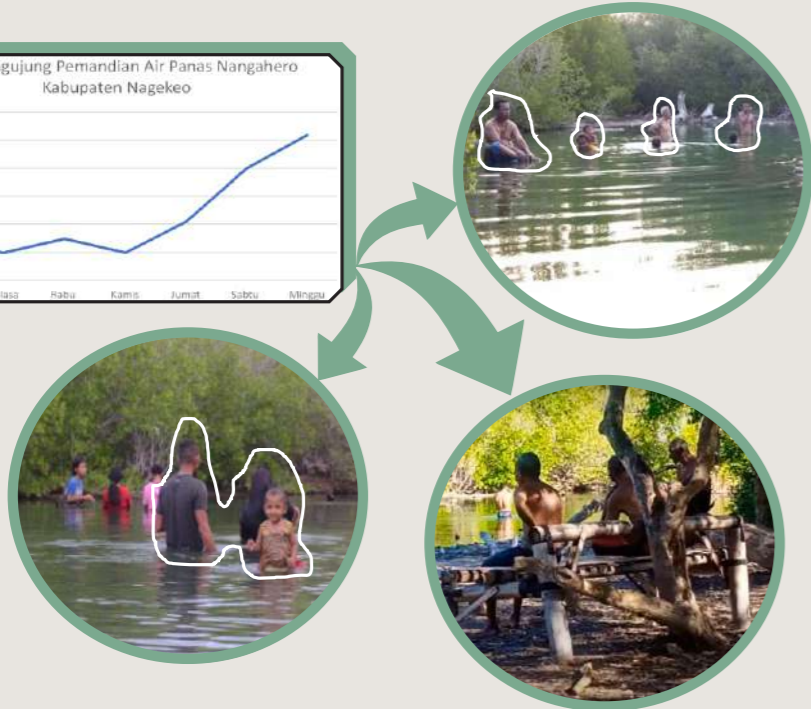 gujung Pemandian Air Panas Nangahero
Kabupaten Nagekeo
Rabu Kamis Jumat Sabtu Minggu